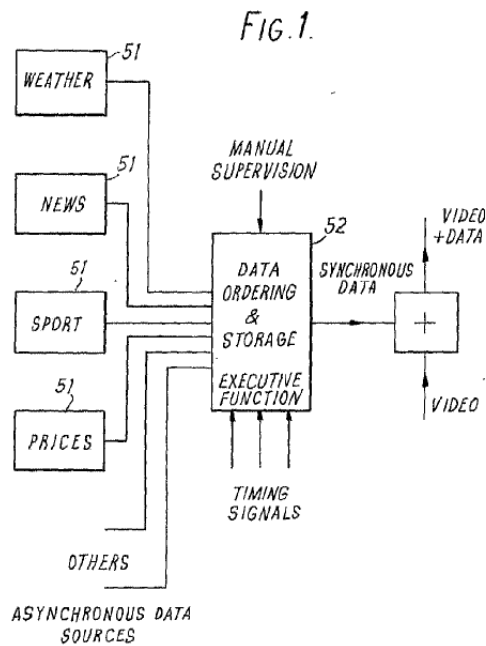 FIG.1.
51
WEATHER
51
NEWS
51
SPORT
51
PRICES
OTHERS
ASYNCHRONOUS DATA
SOURCES
MANUAL
SUPERVISION
52
DATA
ORDERING
&
STORAGE
EXECUTIVE
FUNCTION
TIMING
SIGNALS
SYNCHRONOUS
DATA
VIDEO
+DATA
+
VIDEO